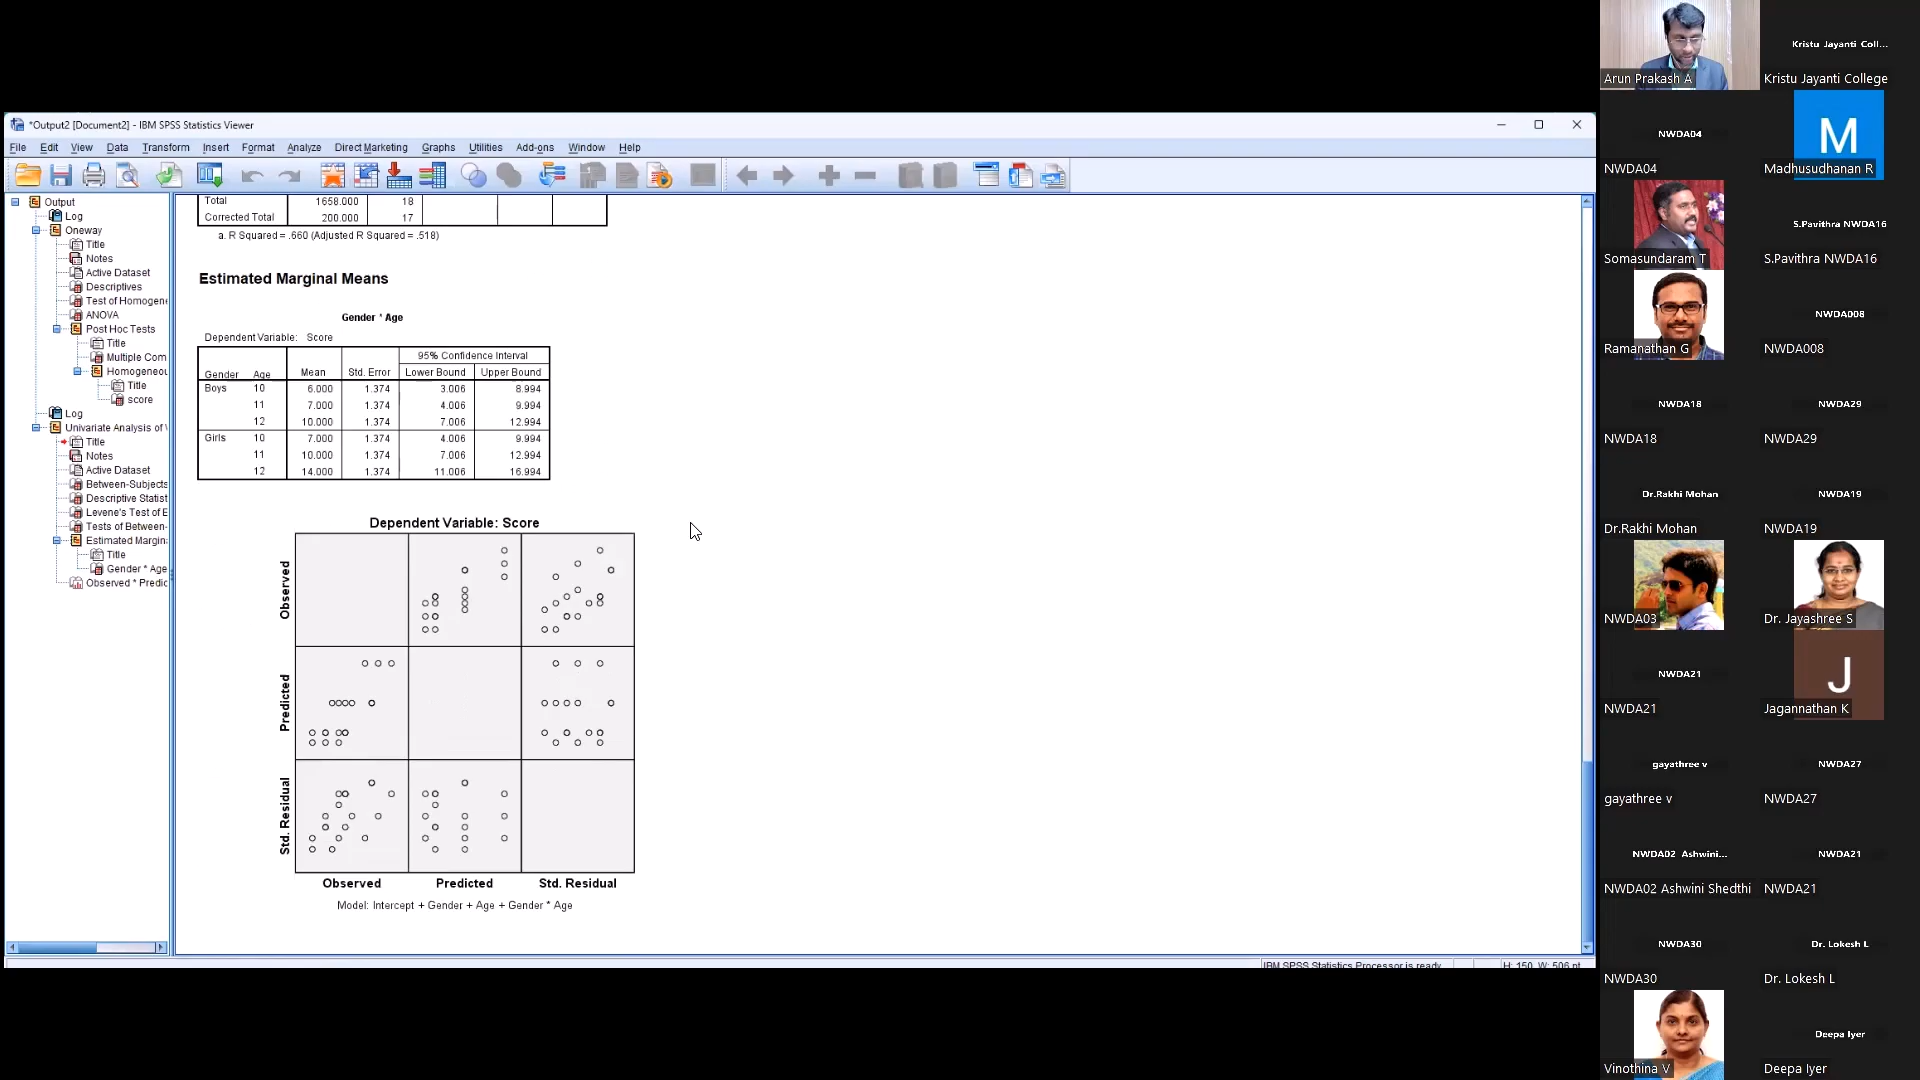 *Output2 [Document2] - IBM SPSS Statistics Viewer
File Edit View Data Transform Insert Format Analyze Direct Marketing Graphs Utilities Add-ons Window Help
Output
Log
Oneway
Title
Notes
Active Dataset
Descriptives
Test of Homogene
ANOVA
Post Hoc Tests
Title
Multiple Com
Homogeneou
Title
score
Log
Univariate Analysis of
Title
Notes
Active Dataset
Between-Subjects
Descriptive Statist
Levene's Test of E
Tests of Between-
Estimated Margin
Title
Gender * Age
Observed * Predic
Total 1658.000 18
Corrected Total 200.000 17
a. R Squared = .660 (Adjusted R Squared = .518)
Estimated Marginal Means
Gender * Age
Dependent Variable: Score
95% Confidence Interval
Gender Age Mean Std. Error Lower Bound Upper Bound
Boys 10 6.000 1.374 3.006 8.994
11 7.000 1.374 4.006 9.994
12 10.000 1.374 7.006 12.994
Girls 10 7.000 1.374 4.006 9.994
11 10.000 1.374 7.006 12.994
12 14.000 1.374 11.006 16.994
Dependent Variable: Score
Observed
Predicted
Std. Residual
Observed Predicted Std. Residual
Model: Intercept + Gender + Age + Gender * Age
IBM SPSS Statistics Processor is ready
H: 150, W: 506 pt
Arun Prakash A
Kristu Jayanti Coll...
Kristu Jayanti College
NWDA04
NWDA04
M
Madhusudhanan R
Somasundaram T
S.Pavithra NWDA16
S.Pavithra NWDA16
Ramanathan G
NWDA008
NWDA008
NWDA18
NWDA18
NWDA29
NWDA29
Dr.Rakhi Mohan
Dr.Rakhi Mohan
NWDA19
NWDA19
NWDA03
Dr. Jayashree S
NWDA21
NWDA21
J
Jagannathan K
gayathree v
gayathree v
NWDA27
NWDA27
NWDA02 Ashwini...
NWDA02 Ashwini Shedthi
NWDA21
NWDA21
NWDA30
NWDA30
Dr. Lokesh L
Dr. Lokesh L
Vinothina V
Deepa Iyer
Deepa Iyer